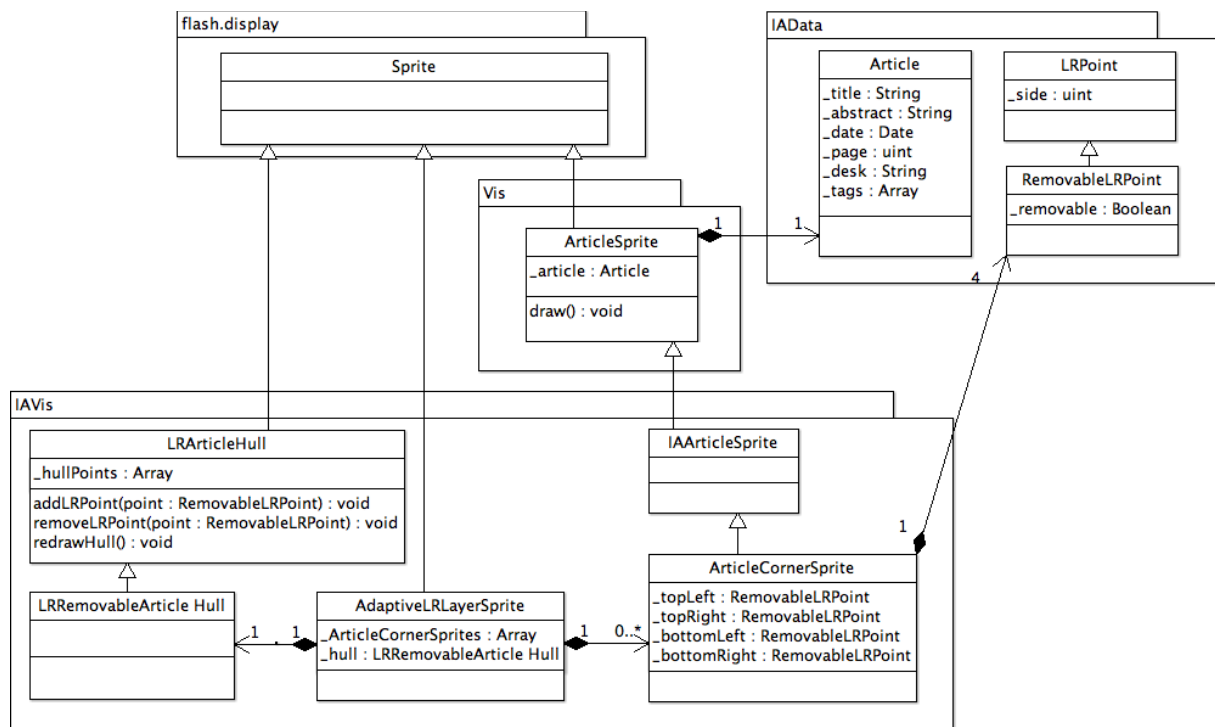 flash.display
Sprite
IAData
Article
_title : String
_abstract : String
_date : Date
_page : uint
_desk : String
_tags : Array
LRPoint
_side : uint
RemovableLRPoint
_removable : Boolean
Vis
ArticleSprite
_article : Article
draw() : void
1
1
4
IAVis
LRArticleHull
_hullPoints : Array
addLRPoint(point : RemovableLRPoint) : void
removeLRPoint(point : RemovableLRPoint) : void
redrawHull() : void
IAArticleSprite
1
LRRemovableArticle Hull
1
.
1
AdaptiveLRLayerSprite
_ArticleCornerSprites : Array
_hull : LRRemovableArticle Hull
1
0..*
ArticleCornerSprite
_topLeft : RemovableLRPoint
_topRight : RemovableLRPoint
_bottomLeft : RemovableLRPoint
_bottomRight : RemovableLRPoint